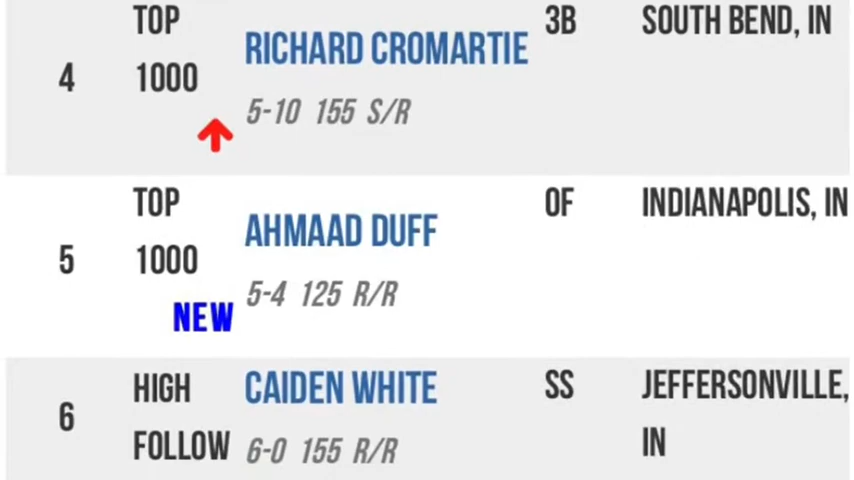 4 TOP 1000 RICHARD CROMARTIE 3B SOUTH BEND, IN
5-10 155 S/R
5 TOP 1000 AHMAAD DUFF OF INDIANAPOLIS, IN
NEW 5-4 125 R/R
6 HIGH FOLLOW CAIDEN WHITE SS JEFFERSONVILLE, IN
6-0 155 R/R